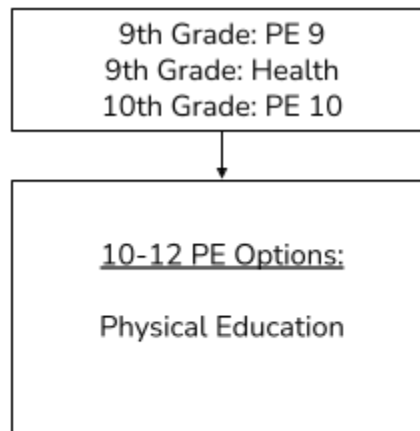 9th Grade: PE 9
9th Grade: Health
10th Grade: PE 10
10-12 PE Options:
Physical Education